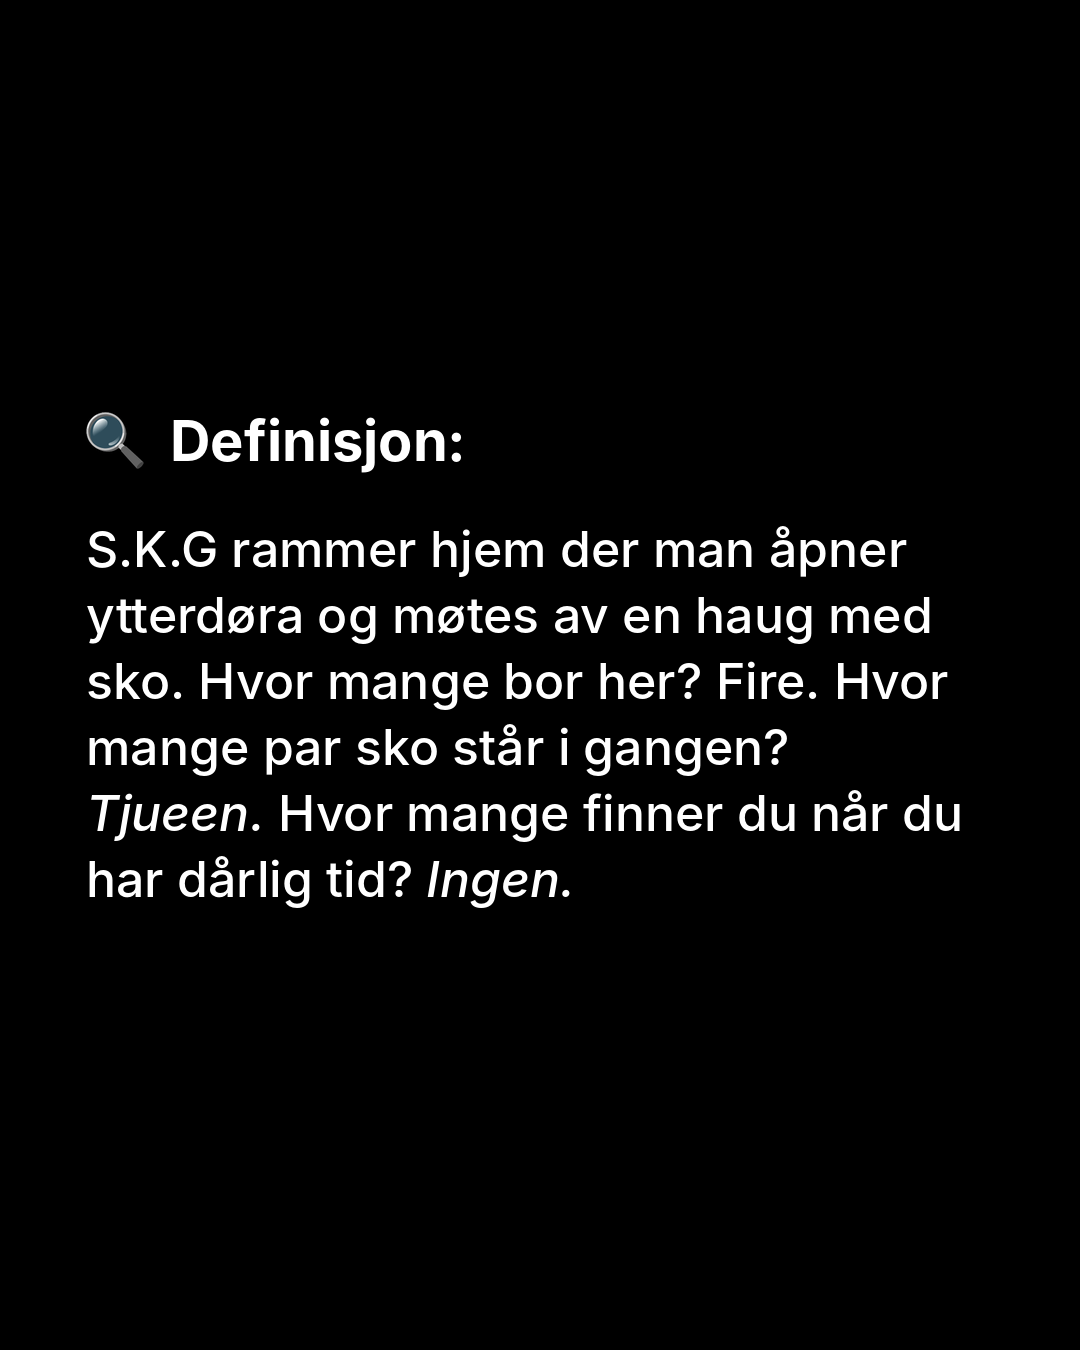 🔍 Definisjon:
S.K.G rammer hjem der man åpner
ytterdøra og møtes av en haug med
sko. Hvor mange bor her? Fire. Hvor
mange par sko står i gangen?
Tjueen. Hvor mange finner du når du
har dårlig tid? Ingen.